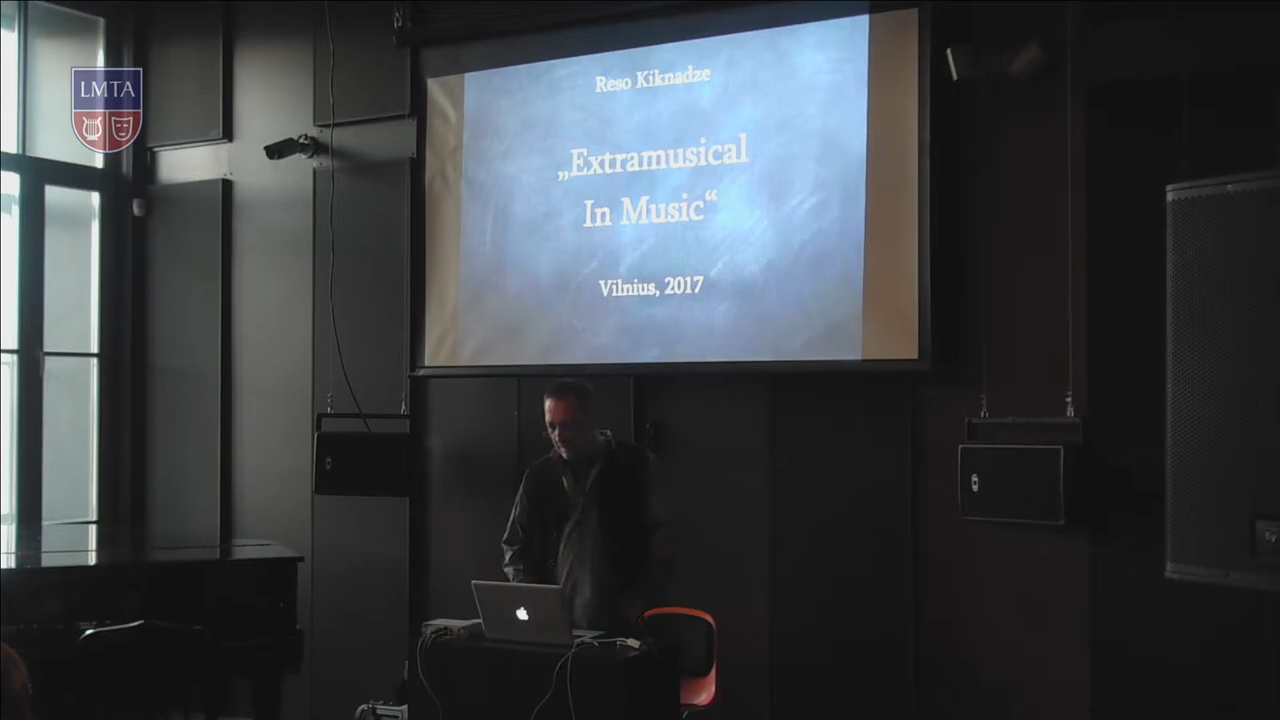 LMTA
Reso Kiknadze
„Extramusical
In Music“
Vilnius, 2017